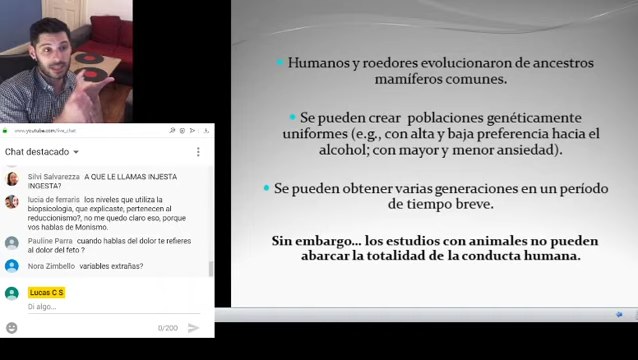 www.youtube.com/live_chat
Chat destacado
Silvi Salvarezza A QUE LE LLAMAS INJESTA
INGESTA?
lucia de ferraris los niveles que utiliza la
biopsicologia, que explicaste, pertenecen al
reduccionismo?, no me quedo claro eso, porque
vos hablas de Monismo.
Pauline Parra cuando hablas del dolor te refieres
al dolor del feto ?
Nora Zimbello variables extrañas?
Lucas C S
Di algo...
0/200
Humanos y roedores evolucionaron de ancestros
mamíferos comunes.
Se pueden crear poblaciones genéticamente
uniformes (e.g., con alta y baja preferencia hacia el
alcohol; con mayor y menor ansiedad).
Se pueden obtener varias generaciones en un período
de tiempo breve.
Sin embargo... los estudios con animales no pueden
abarcar la totalidad de la conducta humana.